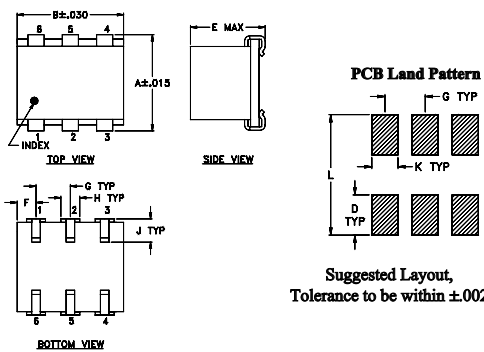 B±.030
6 5 4
A±.015
INDEX
1 2 3
TOP VIEW
E MAX
SIDE VIEW
PCB Land Pattern
G TYP
K TYP
L
D
TYP
Suggested Layout,
Tolerance to be within ±.002
G TYP
H TYP
F
1 2 3
J TYP
6 5 4
BOTTOM VIEW